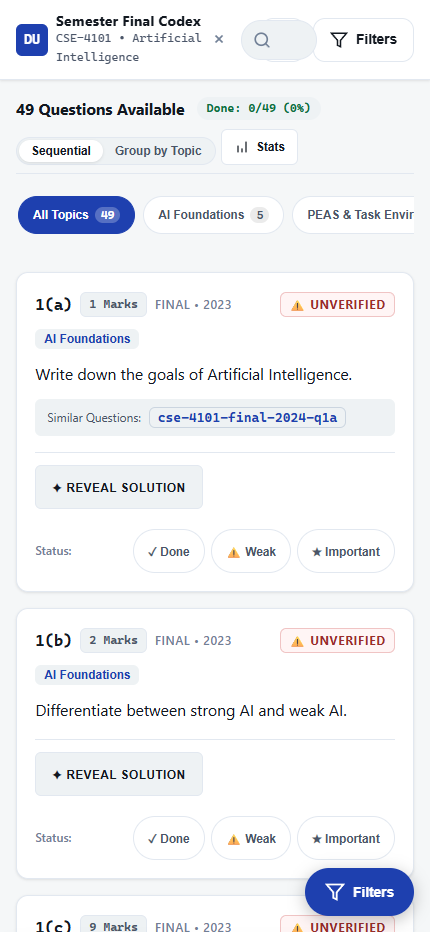 DU
Semester Final Codex
CSE-4101 • Artificial Intelligence
✕
Filters
49 Questions Available
Done: 0/49 (0%)
Sequential
Group by Topic
Stats
All Topics 49
AI Foundations 5
PEAS & Task Envir
1(a)
1 Marks
FINAL • 2023
⚠ UNVERIFIED
AI Foundations
Write down the goals of Artificial Intelligence.
Similar Questions: cse-4101-final-2024-q1a
✦ REVEAL SOLUTION
Status:
✓ Done
⚠ Weak
★ Important
1(b)
2 Marks
FINAL • 2023
⚠ UNVERIFIED
AI Foundations
Differentiate between strong AI and weak AI.
✦ REVEAL SOLUTION
Status:
✓ Done
⚠ Weak
★ Important
Filters
1(c)
9 Marks
FINAL • 2023
⚠ UNVERIFIED